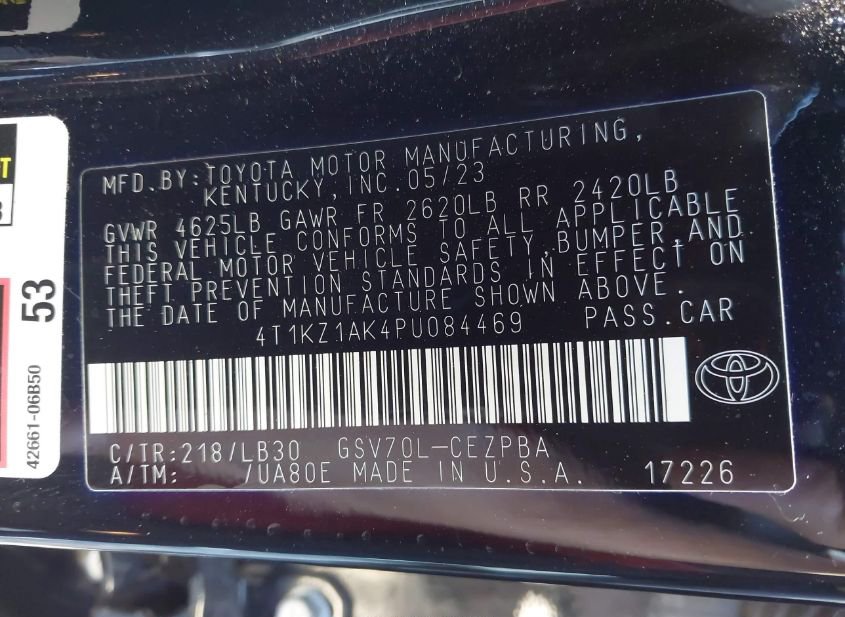 MFD.BY:TOYOTA MOTOR MANUFACTURING,
KENTUCKY,INC.05/23
GVWR 4625LB GAWR FR 2620LB RR 2420LB
THIS VEHICLE CONFORMS TO ALL APPLICABLE
FEDERAL MOTOR VEHICLE SAFETY,BUMPER,AND
THEFT PREVENTION STANDARDS IN EFFECT ON
THE DATE OF MANUFACTURE SHOWN ABOVE.
4T1KZ1AK4PU084469 PASS.CAR
C/TR:218/LB30 GSV70L-CEZPBA
A/TM: /UA80E MADE IN U.S.A. 17226
53
42661-06B50